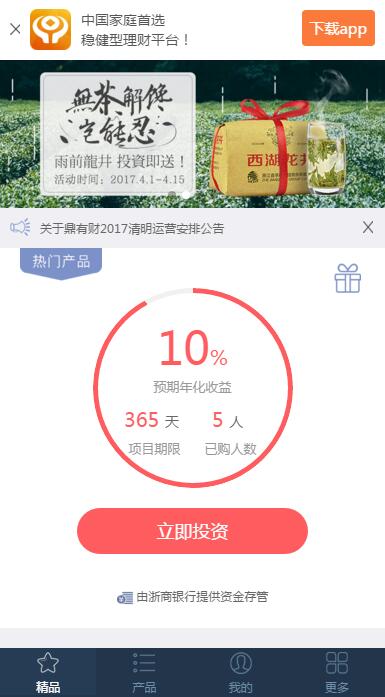 中国家庭首选
稳健型理财平台！
下载app
無茶解馋
岂能忍
雨前龍井 投資即送！
活动时间：2017.4.1-4.15
西湖龙井
关于鼎有财2017清明运营安排公告
热门产品
10%
预期年化收益
365 天 5 人
项目期限 已购人数
立即投资
由浙商银行提供资金存管
精品 产品 我的 更多